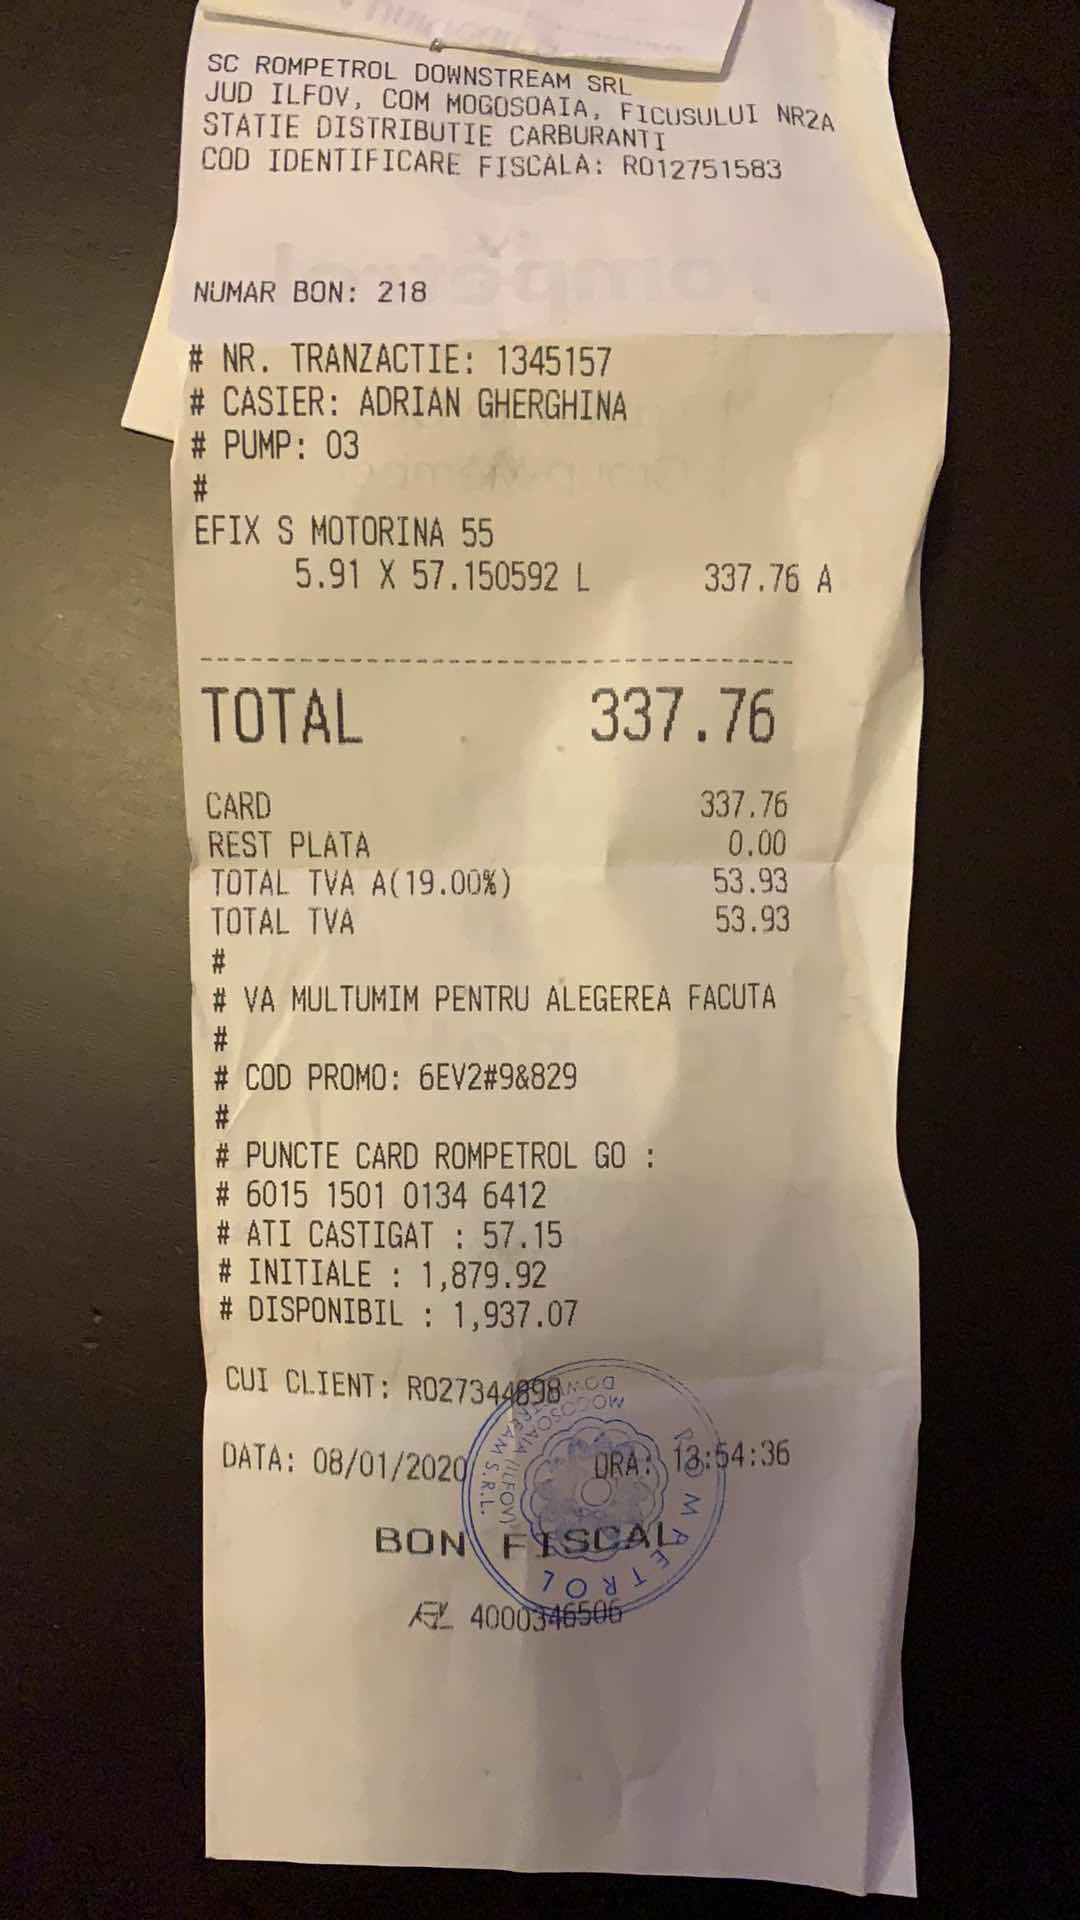 SC ROMPETROL DOWNSTREAM SRL
JUD ILFOV, COM MOGOSOAIA, FICUSULUI NR2A
STATIE DISTRIBUTIE CARBURANTI
COD IDENTIFICARE FISCALA: RO12751583
NUMAR BON: 218
# NR. TRANZACTIE: 1345157
# CASIER: ADRIAN GHERGHINA
# PUMP: 03
#
EFIX S MOTORINA 55
5.91 X 57.150592 L 337.76 A
TOTAL 337.76
CARD 337.76
REST PLATA 0.00
TOTAL TVA A(19.00%) 53.93
TOTAL TVA 53.93
#
# VA MULTUMIM PENTRU ALEGEREA FACUTA
#
# COD PROMO: 6EV2#9&829
#
# PUNCTE CARD ROMPETROL GO :
# 6015 1501 0134 6412
# ATI CASTIGAT : 57.15
# INITIALE : 1,879.92
# DISPONIBIL : 1,937.07
CUI CLIENT: RO27344898
DATA: 08/01/2020 ORA: 13:54:36
BON FISCAL
4000346506
ROMPETROL
DOWNSTREAM S.R.L.
MOGOSOAIA (ILFOV)